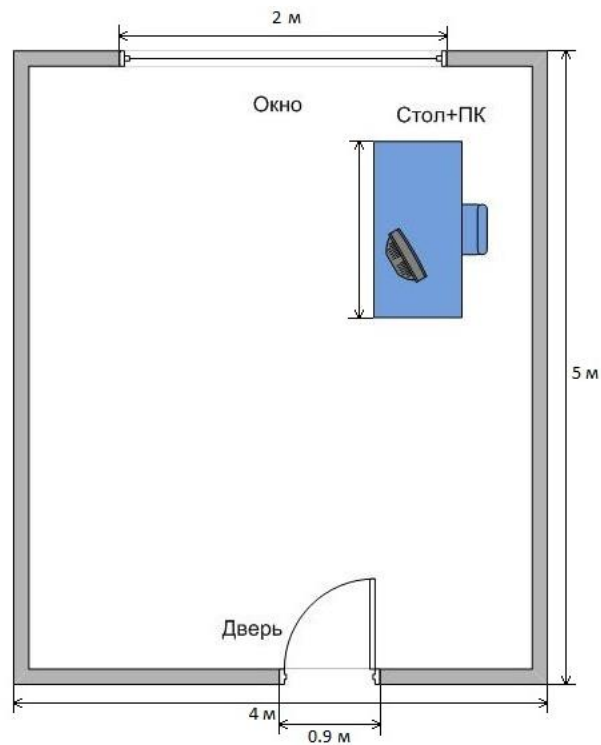 2 м
Окно
Стол+ПК
5 м
Дверь
4 м
0.9 м